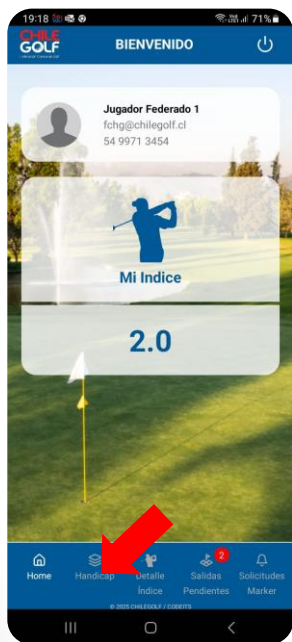 19:18
71%
CHILE
GOLF
BIENVENIDO
Jugador Federado 1
fchg@chilegolf.cl
54 9971 3454
Mi Indice
2.0
2
Home
Handicap
Detalle
Índice
Salidas
Pendientes
Solicitudes
Marker
© 2025 CHILEGOLF / CODEITS